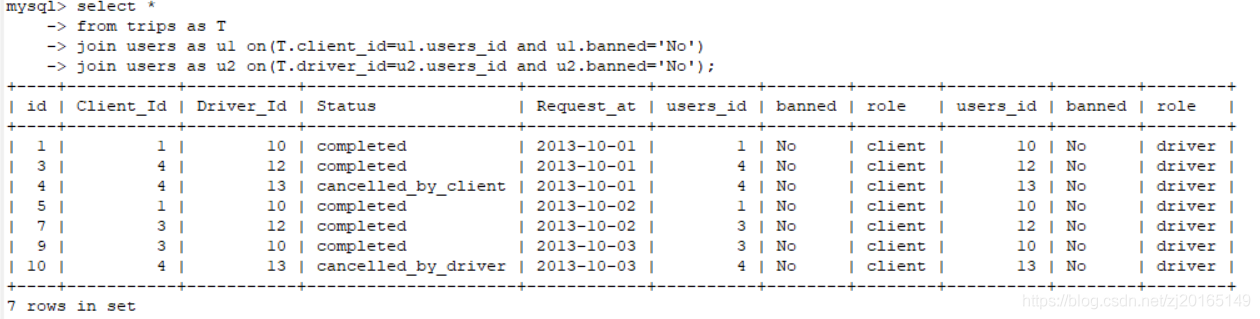 mysql> select *
    -> from trips as T
    -> join users as u1 on(T.client_id=u1.users_id and u1.banned='No')
    -> join users as u2 on(T.driver_id=u2.users_id and u2.banned='No');
+----+-----------+-----------+---------------------+------------+----------+--------+--------+----------+--------+--------+
| id | Client_Id | Driver_Id | Status              | Request_at | users_id | banned | role   | users_id | banned | role   |
+----+-----------+-----------+---------------------+------------+----------+--------+--------+----------+--------+--------+
|  1 |         1 |        10 | completed           | 2013-10-01 |        1 | No     | client |       10 | No     | driver |
|  3 |         4 |        12 | completed           | 2013-10-01 |        4 | No     | client |       12 | No     | driver |
|  4 |         4 |        13 | cancelled_by_client | 2013-10-01 |        4 | No     | client |       13 | No     | driver |
|  5 |         1 |        10 | completed           | 2013-10-02 |        1 | No     | client |       10 | No     | driver |
|  7 |         3 |        12 | completed           | 2013-10-02 |        3 | No     | client |       12 | No     | driver |
|  9 |         3 |        10 | completed           | 2013-10-03 |        3 | No     | client |       10 | No     | driver |
| 10 |         4 |        13 | cancelled_by_driver | 2013-10-03 |        4 | No     | client |       13 | No     | driver |
+----+-----------+-----------+---------------------+------------+----------+--------+--------+----------+--------+--------+
7 rows in set
https://blog.csdn.net/zj20165149